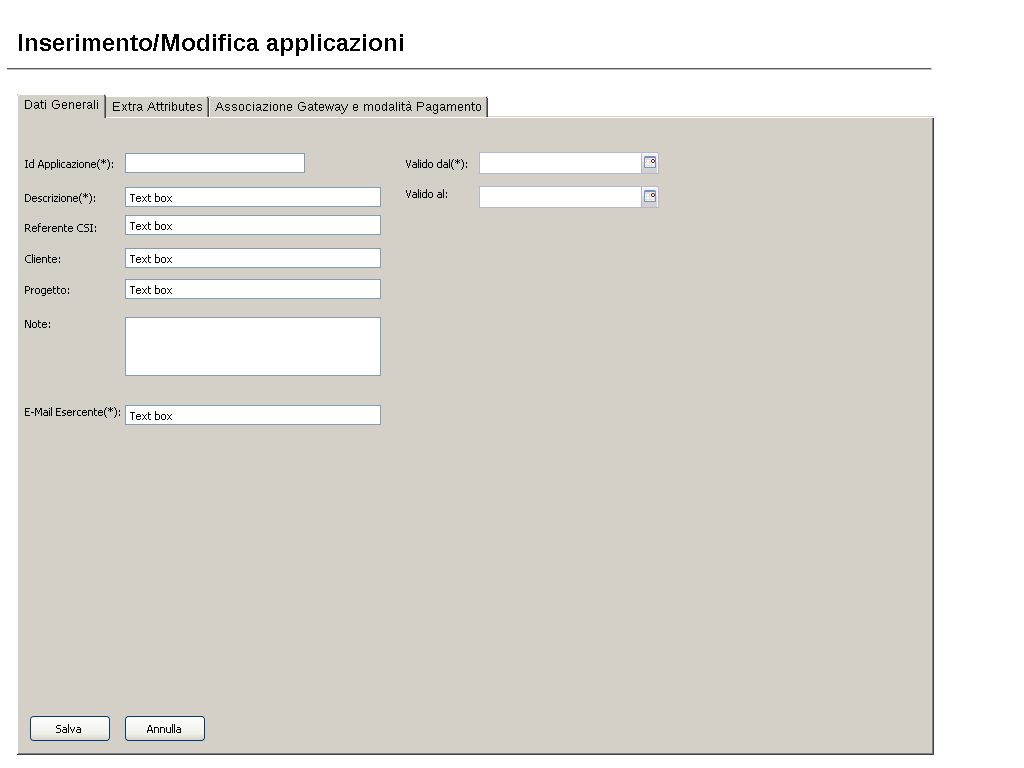 Inserimento/Modifica applicazioni
Dati Generali Extra Attributes Associazione Gateway e modalità Pagamento
Id Applicazione(*): Valido dal(*):
Descrizione(*): Text box Valido al:
Referente CSI: Text box
Cliente: Text box
Progetto: Text box
Note:
E-Mail Esercente(*): Text box
Salva Annulla